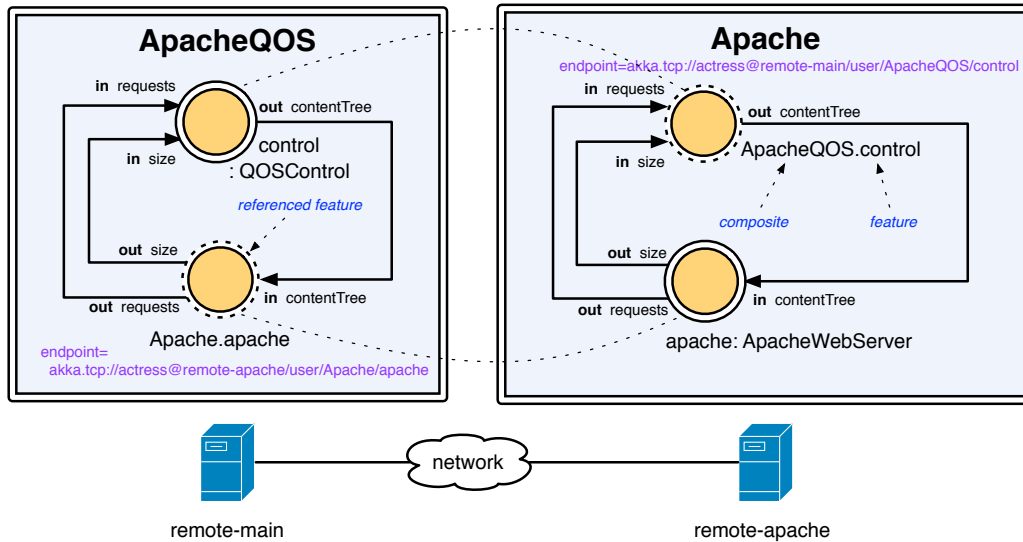 ApacheQOS
in requests
out contentTree
in size
control
: QOSControl
referenced feature
out size
out requests
in contentTree
Apache.apache
endpoint=
akka.tcp://actress@remote-apache/user/Apache/apache
Apache
endpoint=akka.tcp://actress@remote-main/user/ApacheQOS/control
in requests
out contentTree
in size
ApacheQOS.control
composite
feature
out size
out requests
in contentTree
apache: ApacheWebServer
network
remote-main
remote-apache